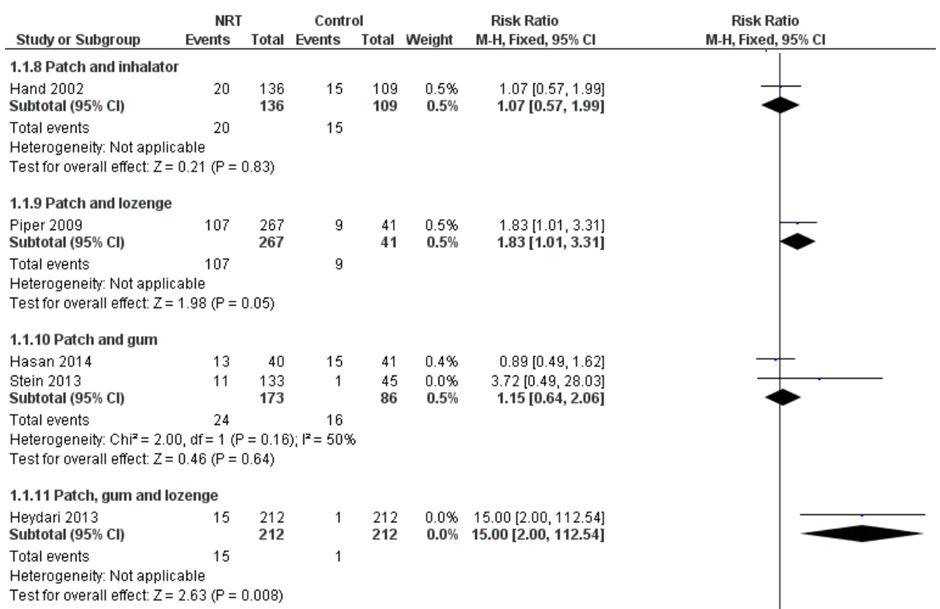 NRT Control Risk Ratio Risk Ratio
Study or Subgroup Events Total Events Total Weight M-H, Fixed, 95% CI M-H, Fixed, 95% CI
1.1.8 Patch and inhalator
Hand 2002 20 136 15 109 0.5% 1.07 [0.57, 1.99]
Subtotal (95% CI) 136 109 0.5% 1.07 [0.57, 1.99]
Total events 20 15
Heterogeneity: Not applicable
Test for overall effect: Z = 0.21 (P = 0.83)
1.1.9 Patch and lozenge
Piper 2009 107 267 9 41 0.5% 1.83 [1.01, 3.31]
Subtotal (95% CI) 267 41 0.5% 1.83 [1.01, 3.31]
Total events 107 9
Heterogeneity: Not applicable
Test for overall effect: Z = 1.98 (P = 0.05)
1.1.10 Patch and gum
Hasan 2014 13 40 15 41 0.4% 0.89 [0.49, 1.62]
Stein 2013 11 133 1 45 0.0% 3.72 [0.49, 28.03]
Subtotal (95% CI) 173 86 0.5% 1.15 [0.64, 2.06]
Total events 24 16
Heterogeneity: Chi² = 2.00, df = 1 (P = 0.16); I² = 50%
Test for overall effect: Z = 0.46 (P = 0.64)
1.1.11 Patch, gum and lozenge
Heydari 2013 15 212 1 212 0.0% 15.00 [2.00, 112.54]
Subtotal (95% CI) 212 212 0.0% 15.00 [2.00, 112.54]
Total events 15 1
Heterogeneity: Not applicable
Test for overall effect: Z = 2.63 (P = 0.008)